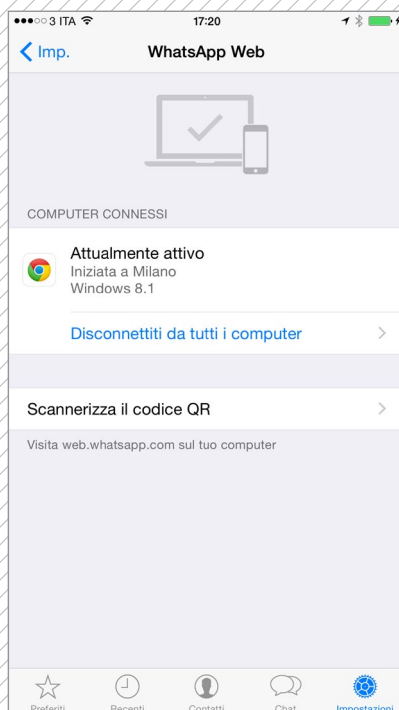 3 ITA 17:20
Imp. WhatsApp Web
COMPUTER CONNESSI
Attualmente attivo
Iniziata a Milano
Windows 8.1
Disconnettiti da tutti i computer
Scannerizza il codice QR
Visita web.whatsapp.com sul tuo computer
Preferiti Recenti Contatti Chat Impostazioni